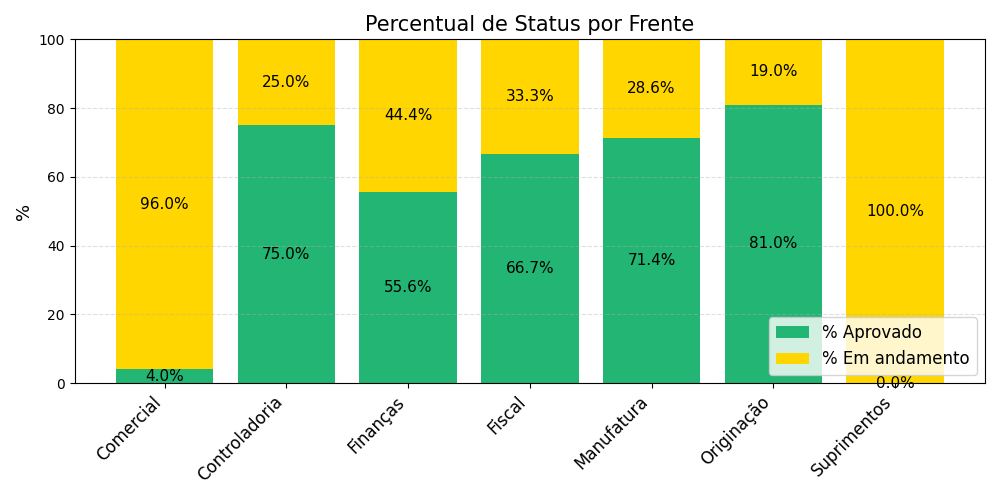 Percentual de Status por Frente
%
100
80
60
40
20
0
96.0%
4.0%
25.0%
75.0%
44.4%
55.6%
33.3%
66.7%
28.6%
71.4%
19.0%
81.0%
100.0%
0.0%
% Aprovado
% Em andamento
Comercial
Controladoria
Finanças
Fiscal
Manufatura
Originação
Suprimentos